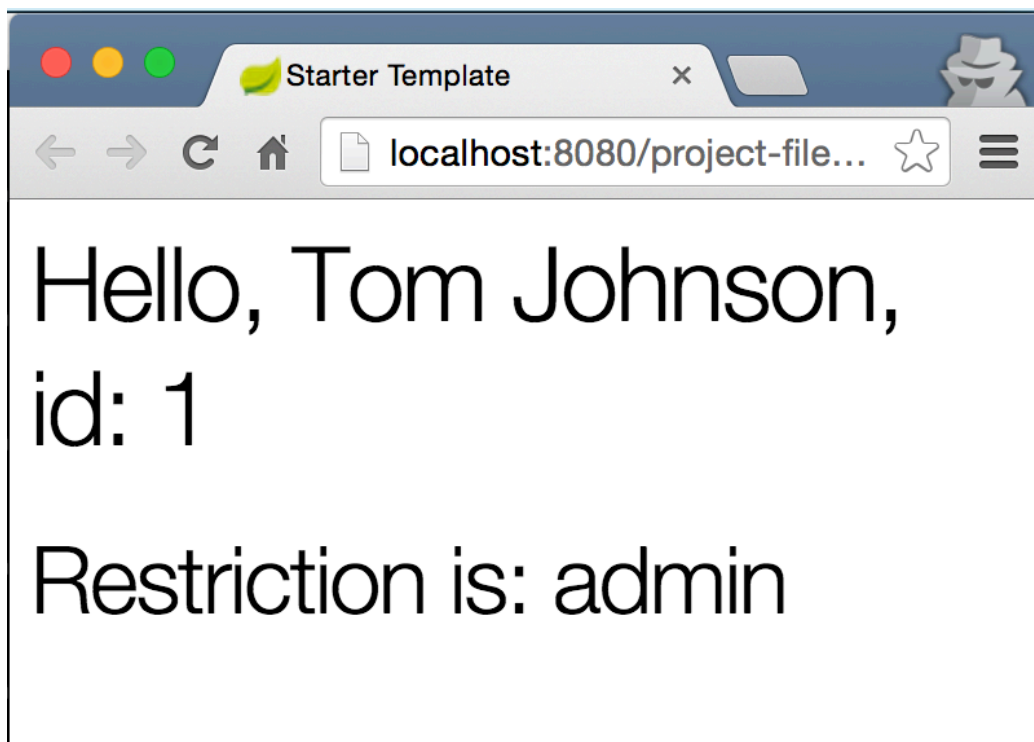 Starter Template
localhost:8080/project-file...
Hello, Tom Johnson,
id: 1
Restriction is: admin